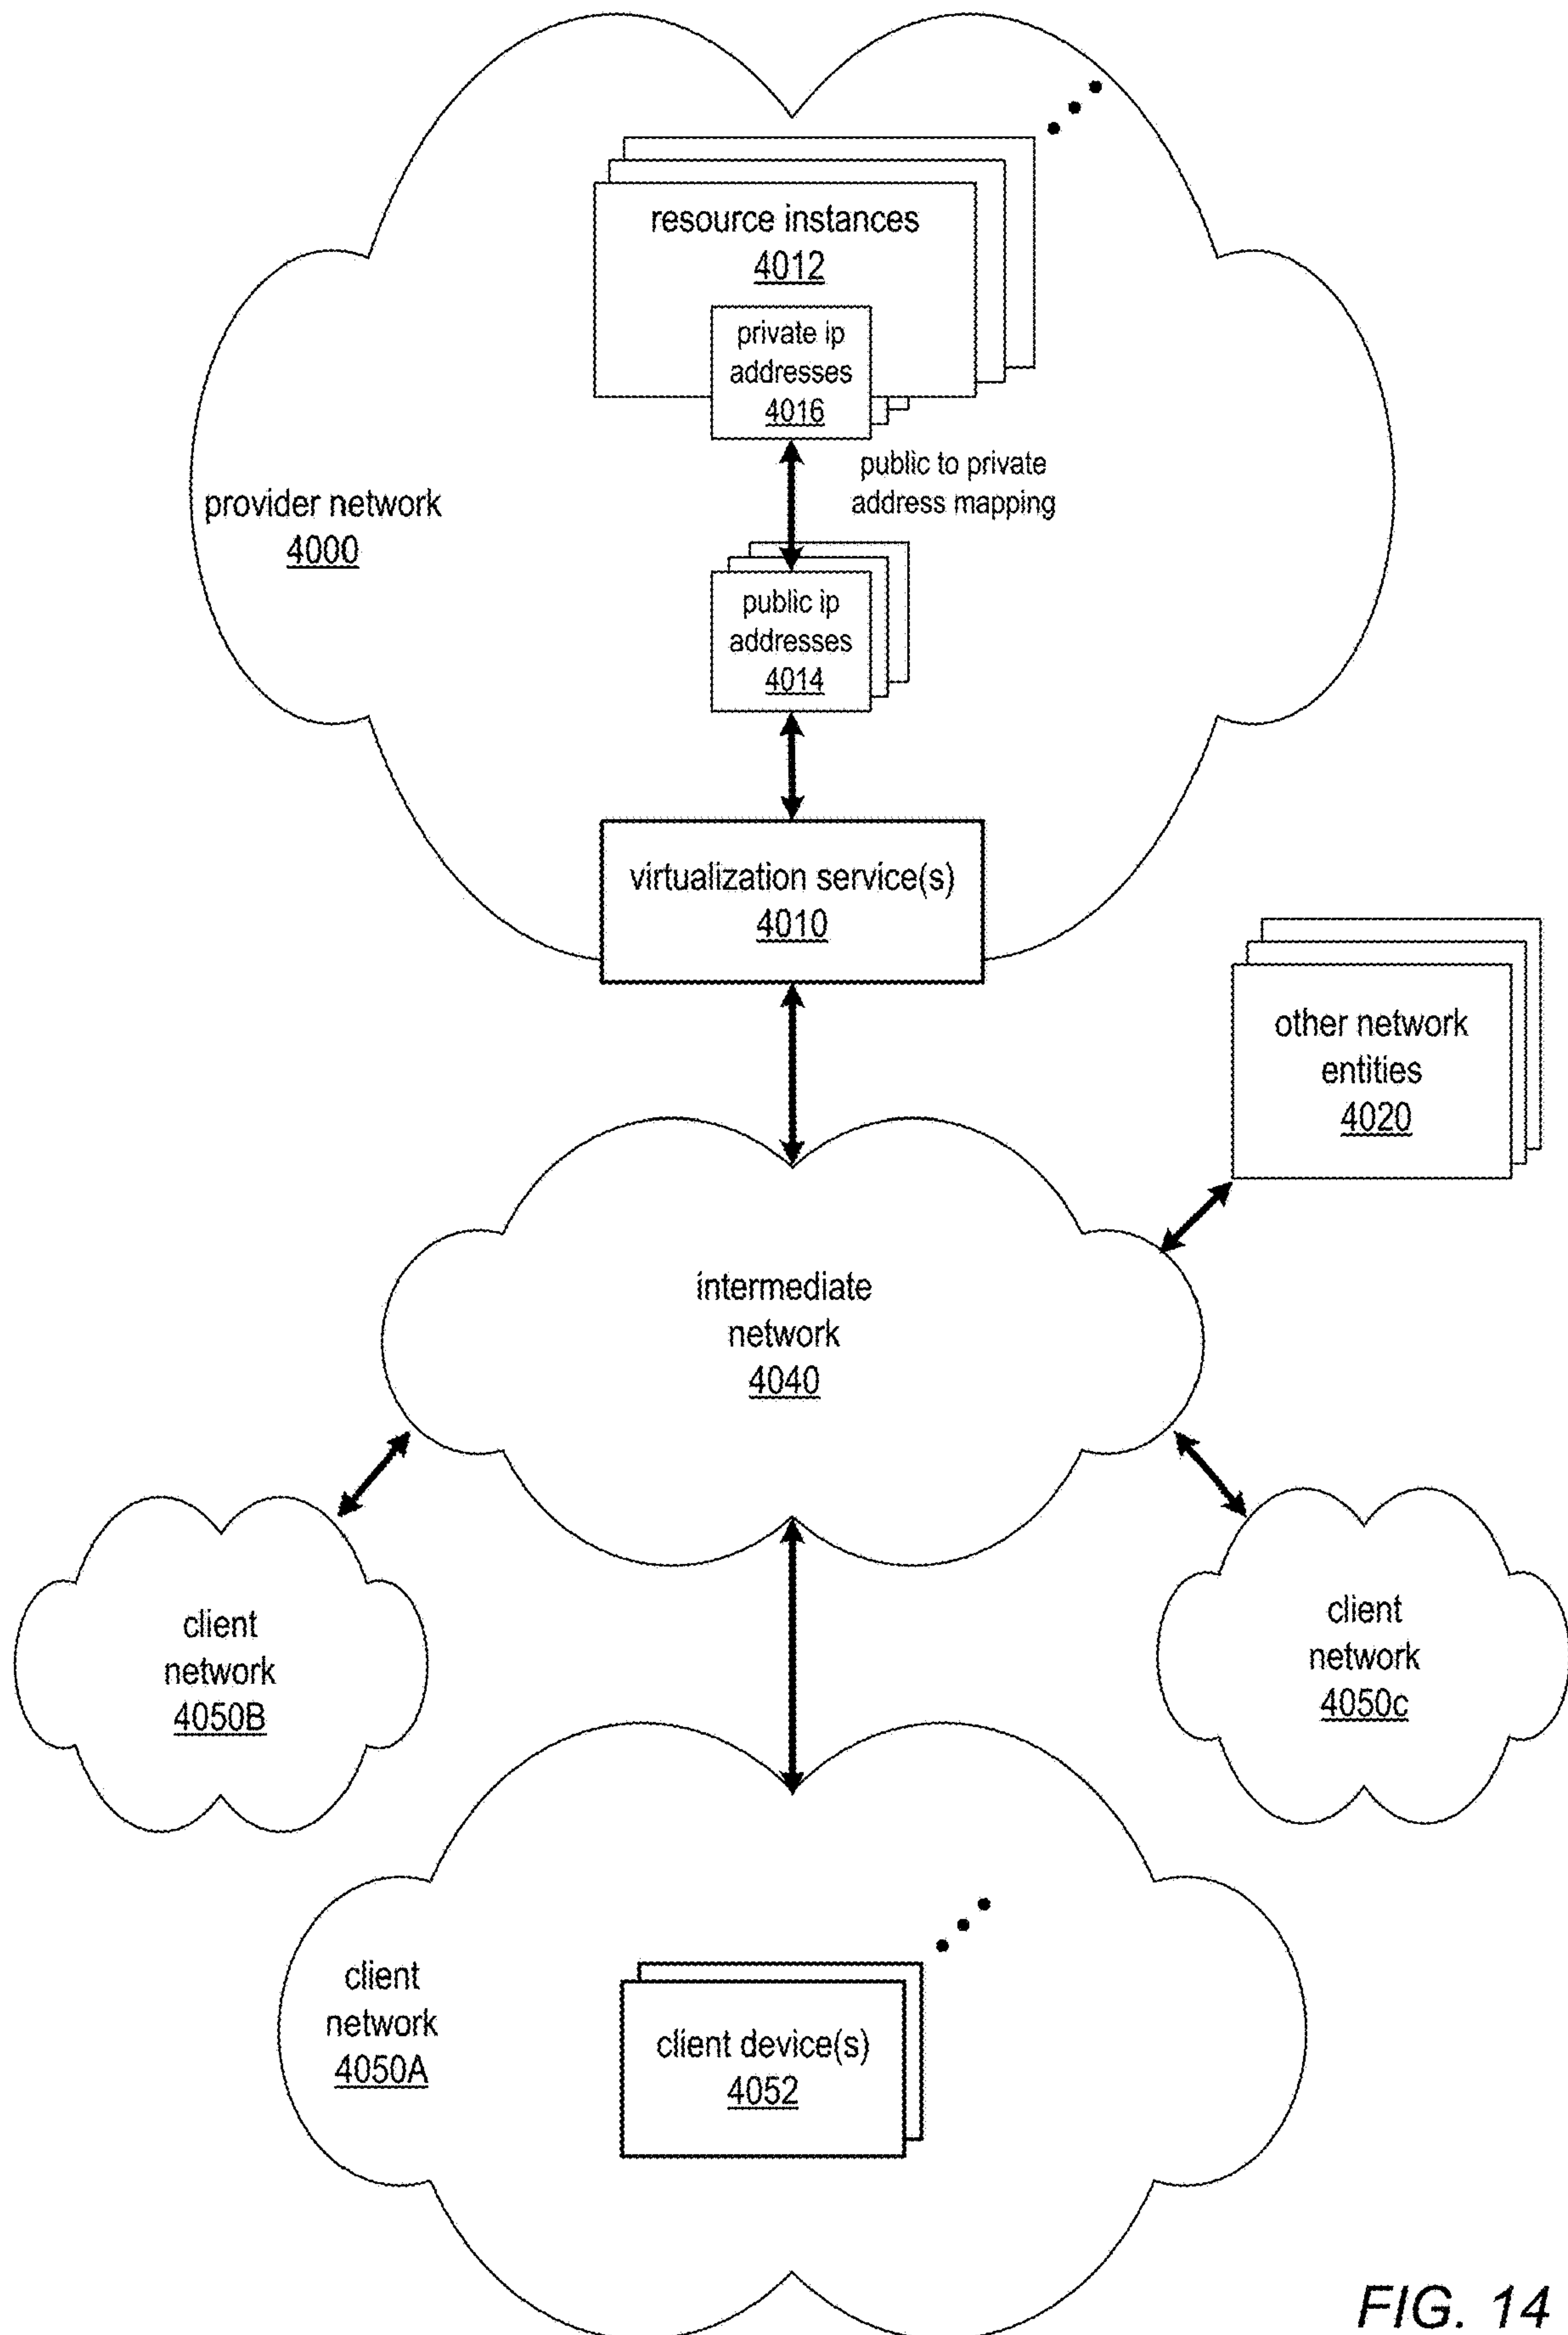 resource instances
4012
private ip
addresses
4016
public to private
address mapping
provider network
4000
public ip
addresses
4014
virtualization service(s)
4010
other network
entities
4020
intermediate
network
4040
client
network
4050B
client
network
4050c
client
network
4050A
client device(s)
4052
FIG. 14